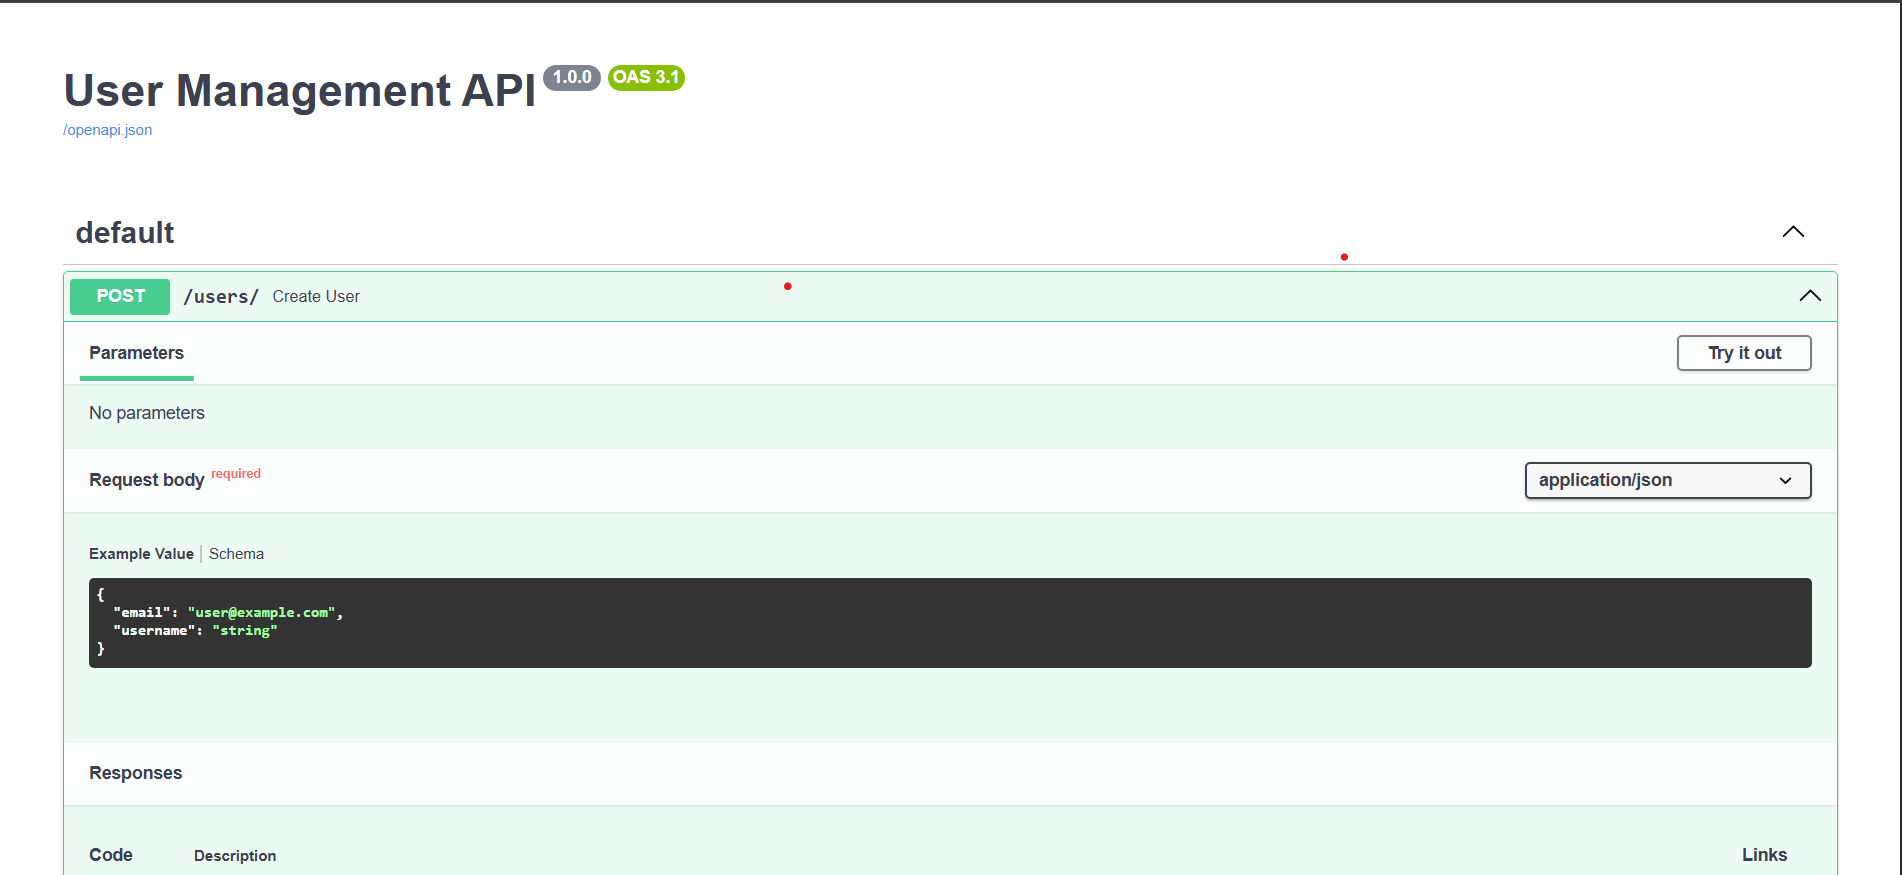 User Management API 1.0.0 OAS 3.1
/openapi.json
default
POST /users/ Create User
Parameters Try it out
No parameters
Request body required application/json
Example Value Schema
{
  "email": "user@example.com",
  "username": "string"
}
Responses
Code Description Links